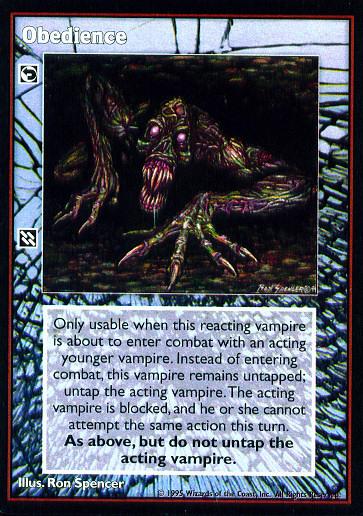 Obedience
RON SPENCER
Only usable when this reacting vampire
is about to enter combat with an acting
younger vampire. Instead of entering
combat, this vampire remains untapped;
untap the acting vampire. The acting
vampire is blocked, and he or she cannot
attempt the same action this turn.
As above, but do not untap the
acting vampire.
Illus. Ron Spencer
© 1995 Wizards of the Coast, Inc. All Rights Reserved.